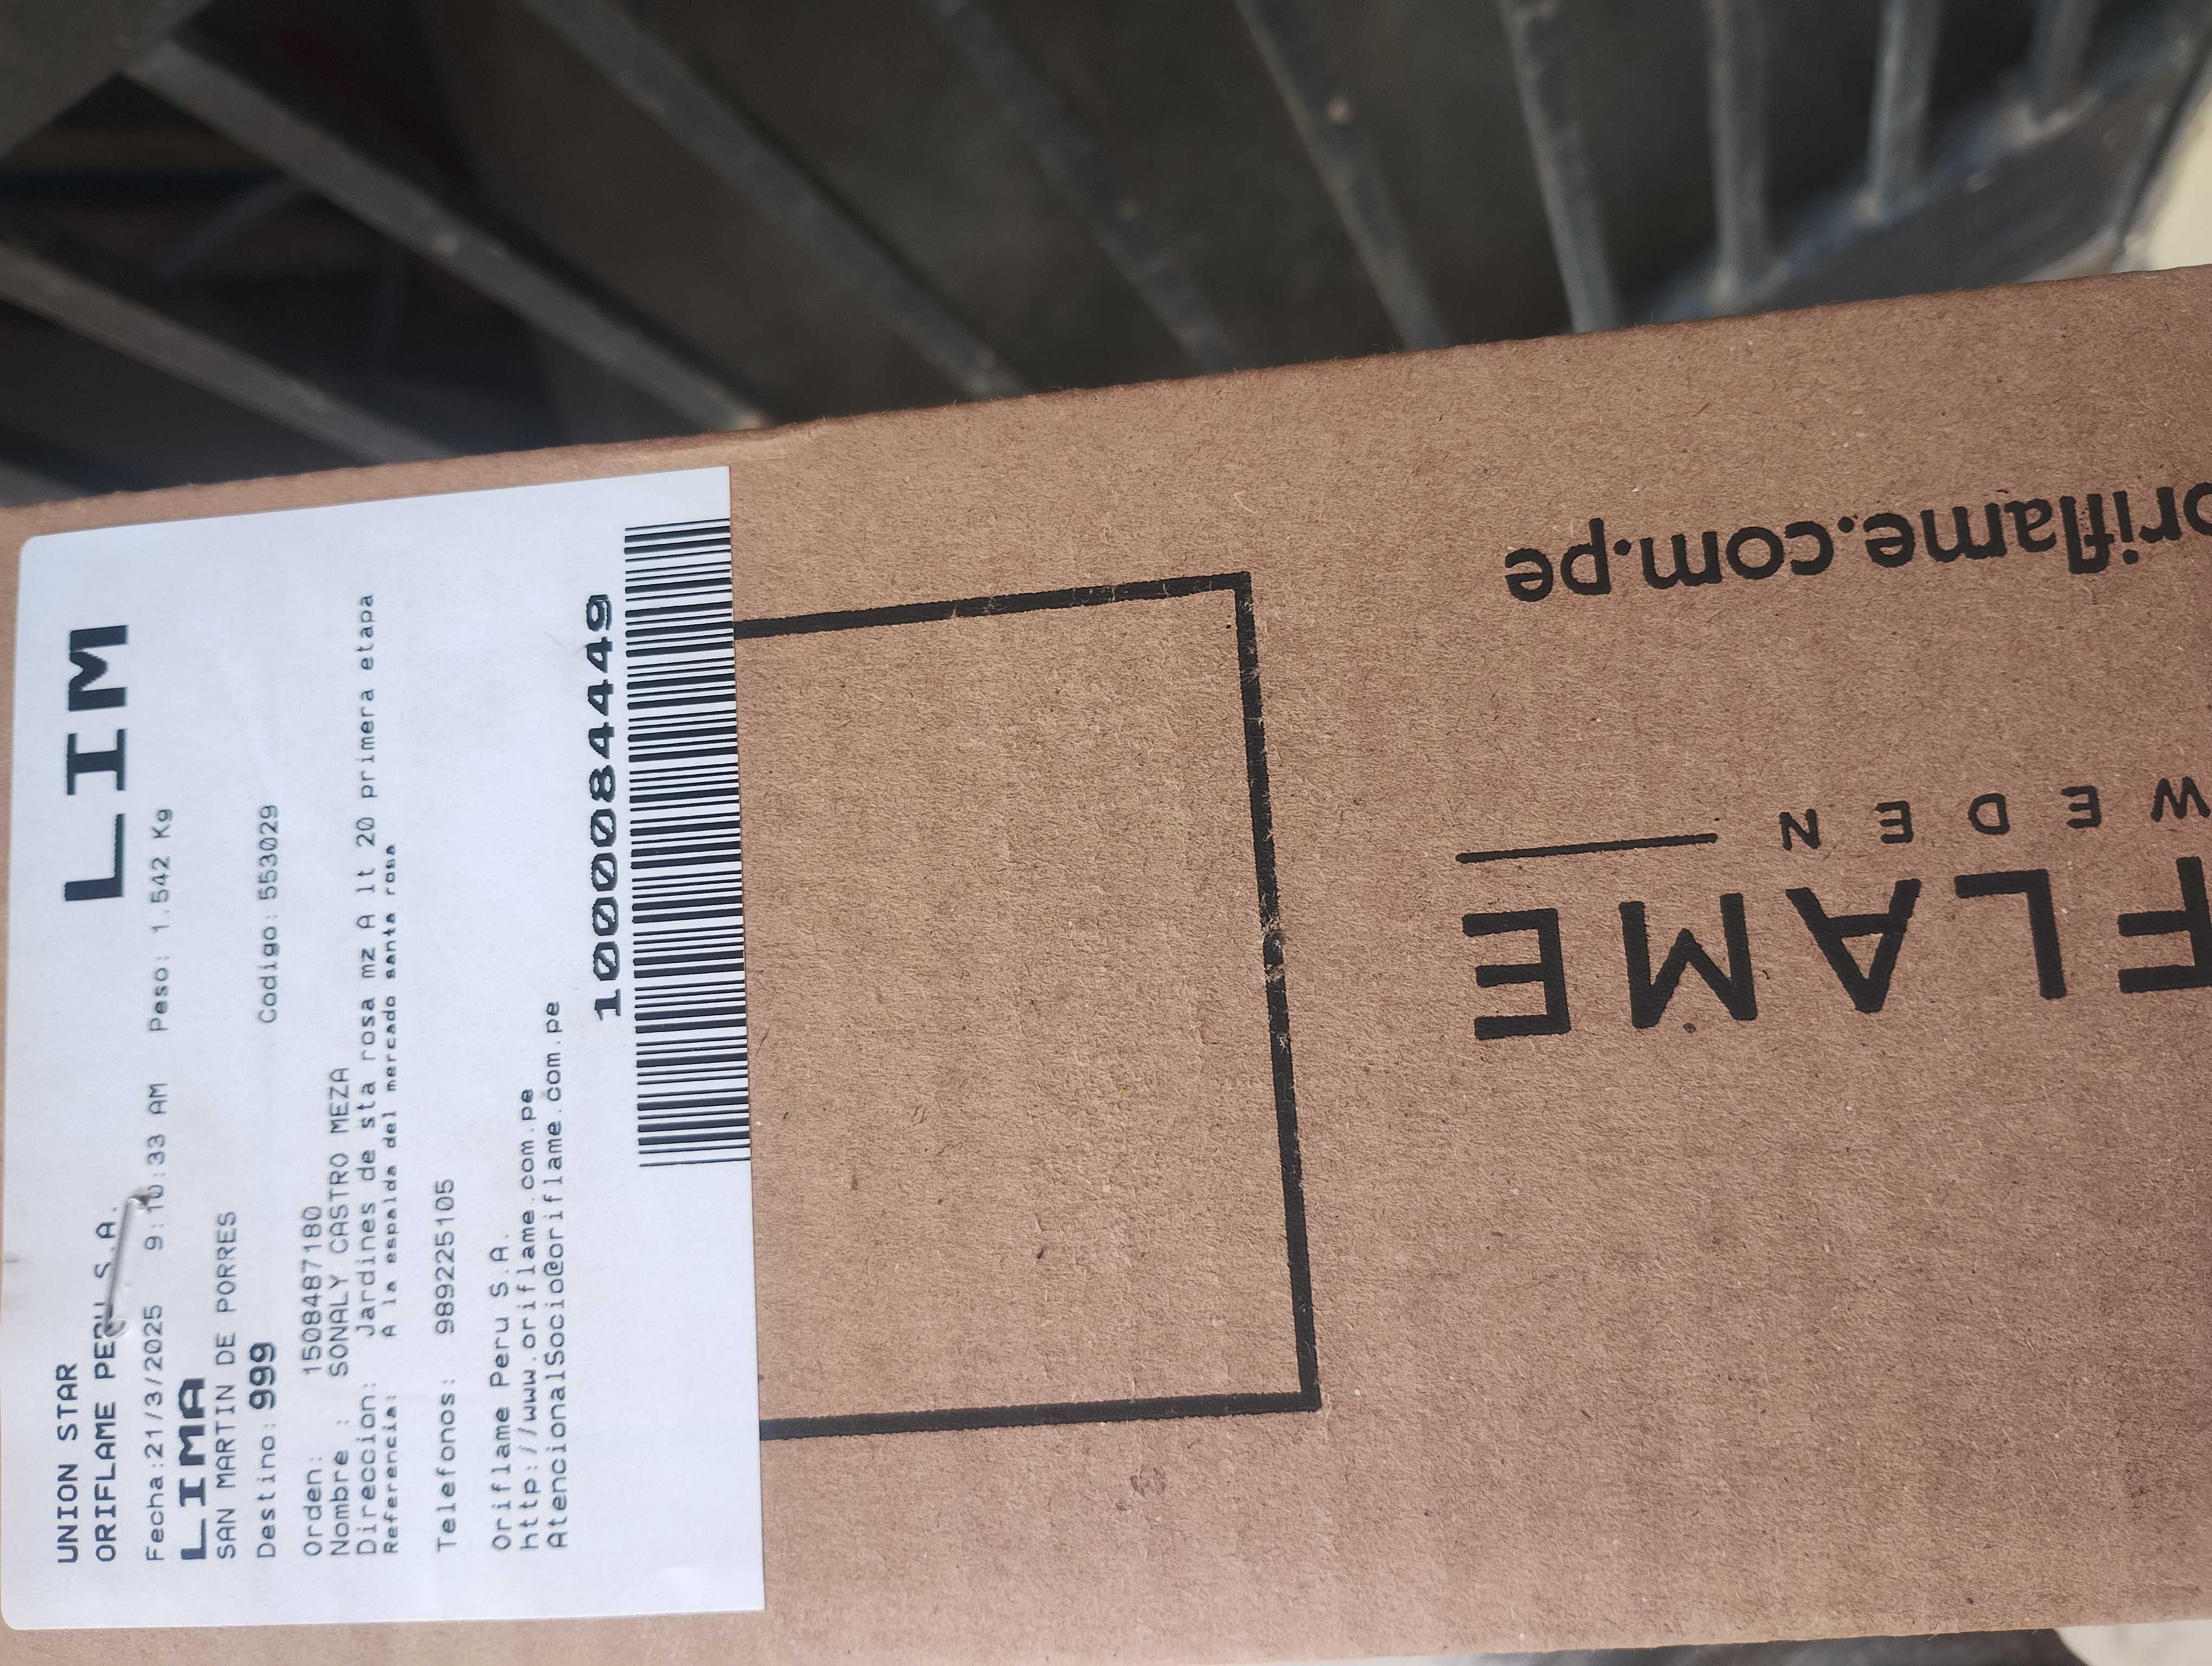 UNION STAR
ORIFLAME PERU S.A.
LIM
Fecha:21/3/2025 9:10:33 AM Peso: 1.542 Kg
LIMA
SAN MARTIN DE PORRES
Destino: 999 Codigo: 553029
Orden: 1508487180
Nombre : SONALY CASTRO MEZA
Direccion: Jardines de sta rosa mz A lt 20 primera etapa
Referencia: A la espalda del mercado santa rosa
Telefonos: 989225105
Oriflame Peru S.A.
http://www.oriflame.com.pe
AtencionalSocio@oriflame.com.pe
10000084449
FLAME
WEDEN
oriflame.com.pe